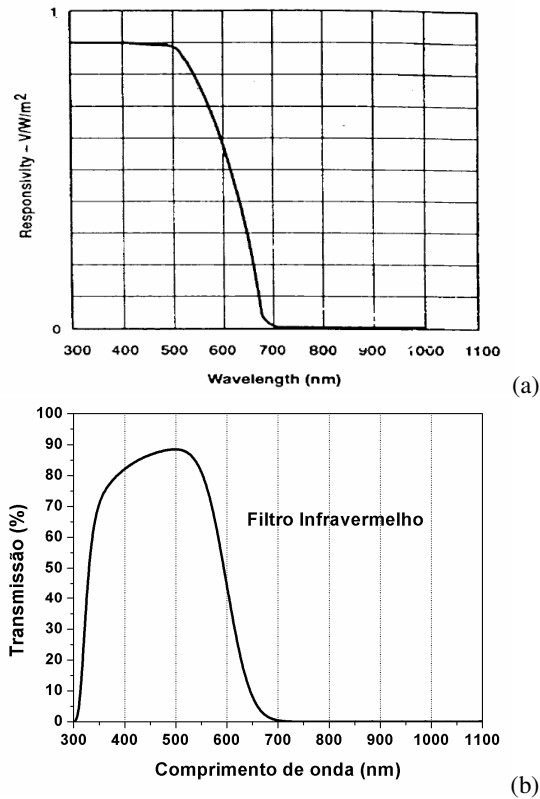 1
Responsivity – V/W/m²
0
300 400 500 600 700 800 900 1000 1100
Wavelength (nm)
(a)
100
90
80
70
60
50
40
30
20
10
0
Transmissão (%)
Filtro Infravermelho
300 400 500 600 700 800 900 1000 1100
Comprimento de onda (nm)
(b)